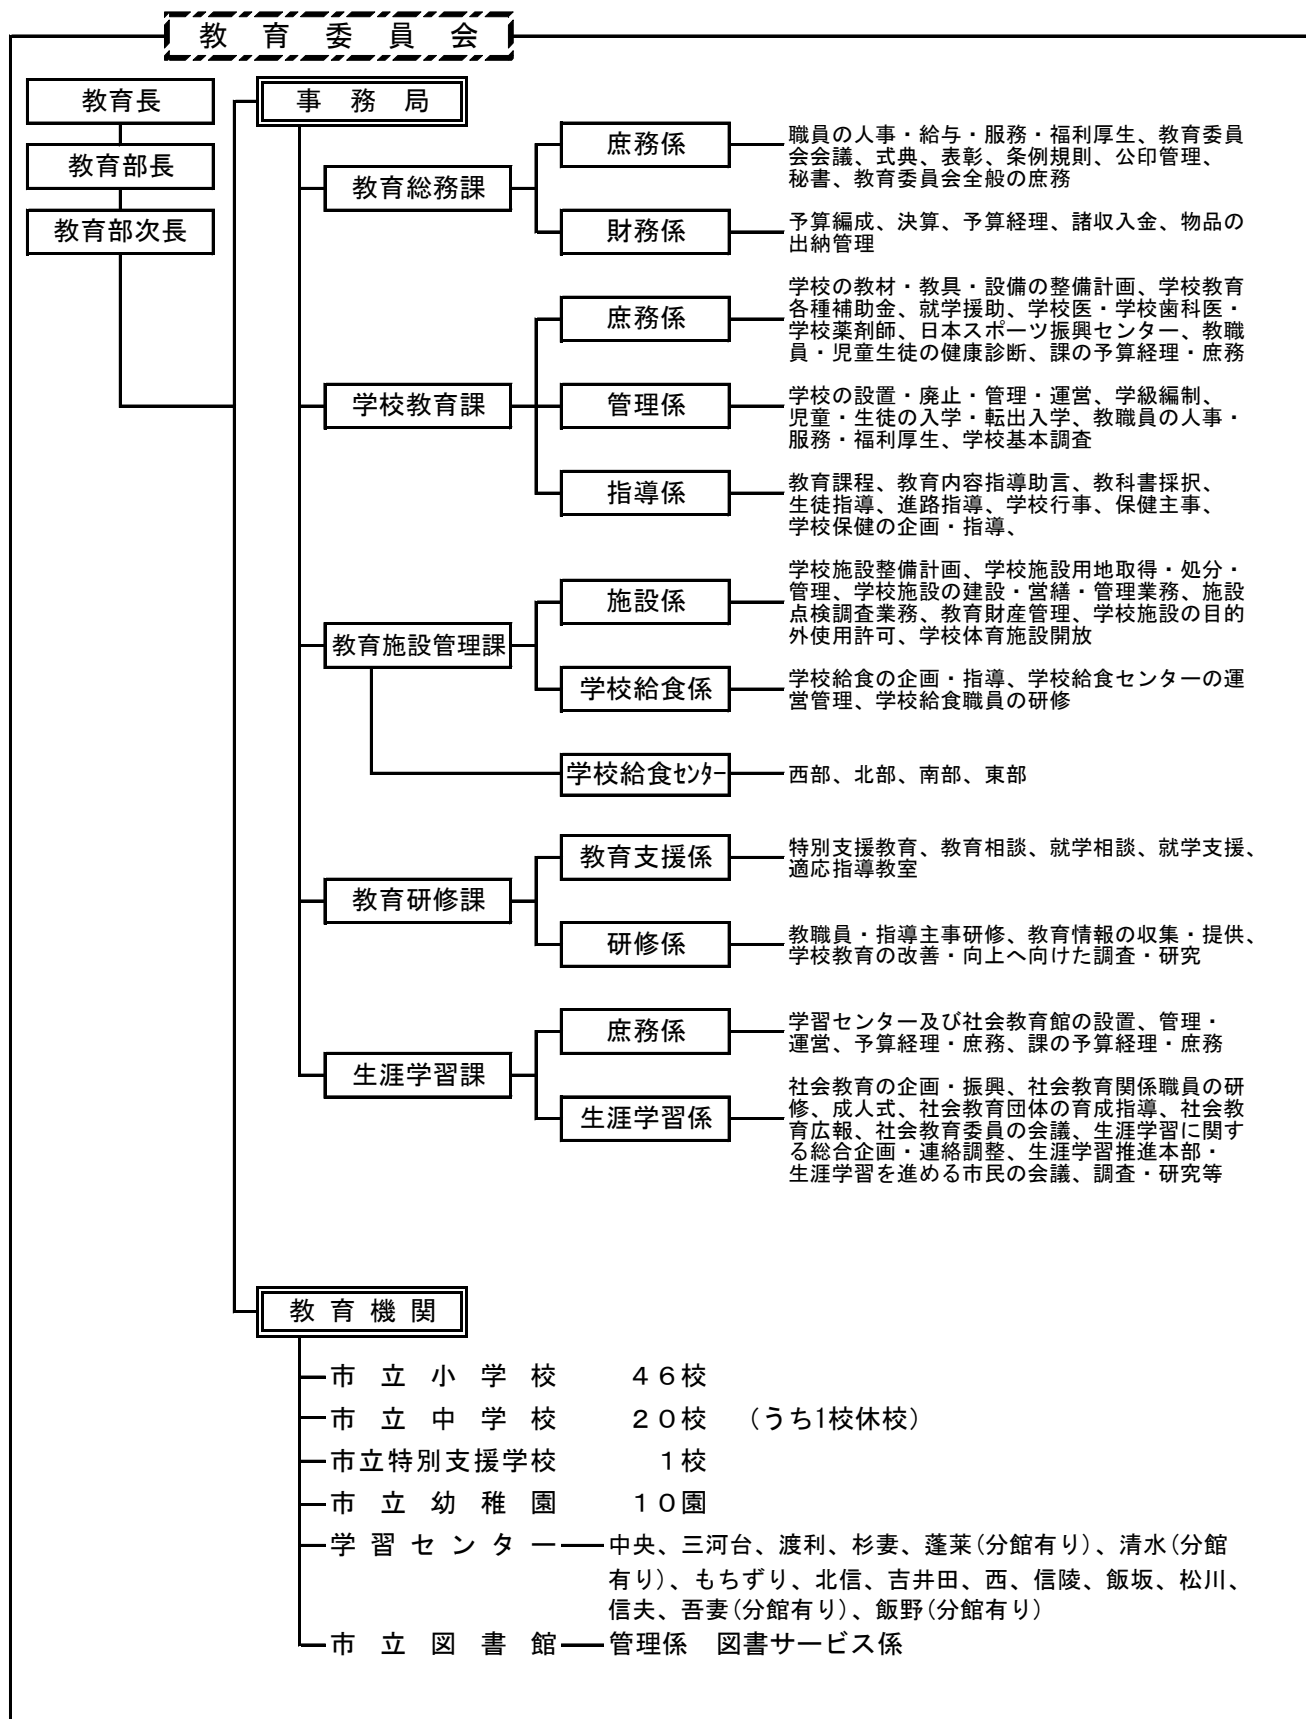 教育委員会
教育長
教育部長
教育部次長
事務局
教育総務課
庶務係
職員の人事・給与・服務・福利厚生、教育委員
会会議、式典、表彰、条例規則、公印管理、
秘書、教育委員会全般の庶務
財務係
予算編成、決算、予算経理、諸収入金、物品の
出納管理
学校教育課
庶務係
学校の教材・教具・設備の整備計画、学校教育
各種補助金、就学援助、学校医・学校歯科医・
学校薬剤師、日本スポーツ振興センター、教職
員・児童生徒の健康診断、課の予算経理・庶務
管理係
学校の設置・廃止・管理・運営、学級編制、
児童・生徒の入学・転出入学、教職員の人事・
服務・福利厚生、学校基本調査
指導係
教育課程、教育内容指導助言、教科書採択、
生徒指導、進路指導、学校行事、保健主事、
学校保健の企画・指導、
教育施設管理課
施設係
学校施設整備計画、学校施設用地取得・処分・
管理、学校施設の建設・営繕・管理業務、施設
点検調査業務、教育財産管理、学校施設の目的
外使用許可、学校体育施設開放
学校給食係
学校給食の企画・指導、学校給食センターの運
営管理、学校給食職員の研修
学校給食ｾﾝﾀｰ
西部、北部、南部、東部
教育研修課
教育支援係
特別支援教育、教育相談、就学相談、就学支援、
適応指導教室
研修係
教職員・指導主事研修、教育情報の収集・提供、
学校教育の改善・向上へ向けた調査・研究
生涯学習課
庶務係
学習センター及び社会教育館の設置、管理・
運営、予算経理・庶務、課の予算経理・庶務
生涯学習係
社会教育の企画・振興、社会教育関係職員の研
修、成人式、社会教育団体の育成指導、社会教
育広報、社会教育委員の会議、生涯学習に関す
る総合企画・連絡調整、生涯学習推進本部・
生涯学習を進める市民の会議、調査・研究等
教育機関
市立小学校 ４６校
市立中学校 ２０校 （うち1校休校）
市立特別支援学校 １校
市立幼稚園 １０園
学習センター 中央、三河台、渡利、杉妻、蓬莱(分館有り)、清水(分館
有り)、もちずり、北信、吉井田、西、信陵、飯坂、松川、
信夫、吾妻(分館有り)、飯野(分館有り)
市立図書館 管理係 図書サービス係